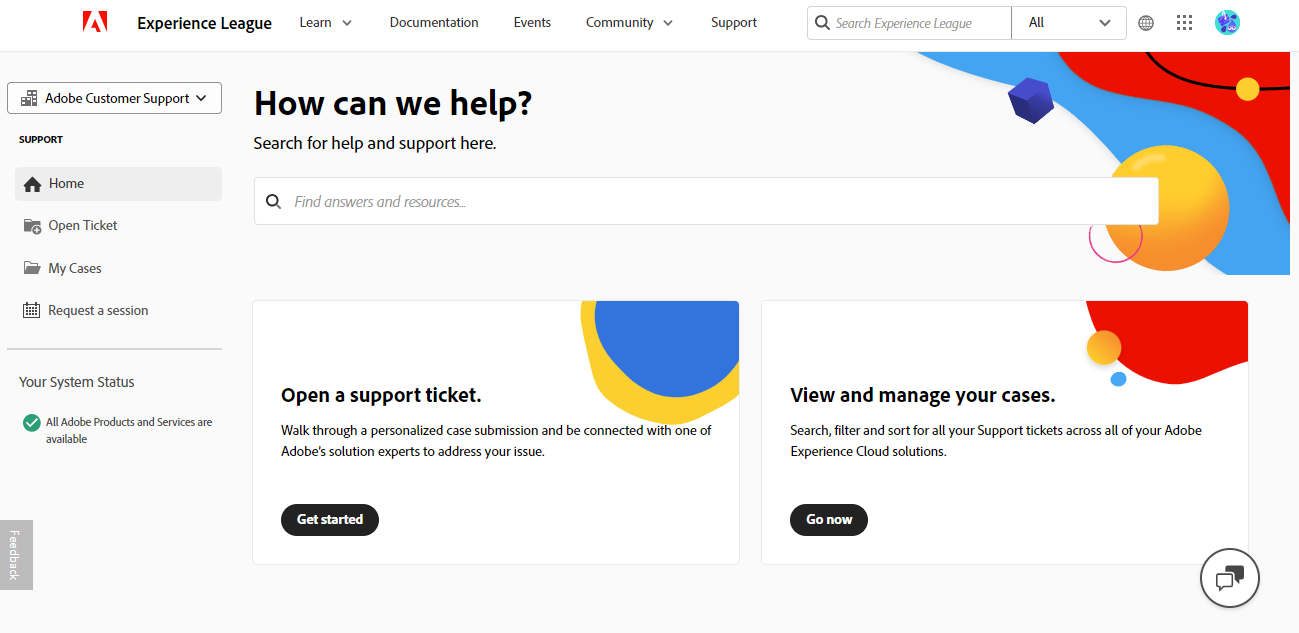 Experience League
Learn
Documentation
Events
Community
Support
Search Experience League
All
Adobe Customer Support
SUPPORT
Home
Open Ticket
My Cases
Request a session
Your System Status
All Adobe Products and Services are
available
Feedback
How can we help?
Search for help and support here.
Find answers and resources...
Open a support ticket.
Walk through a personalized case submission and be connected with one of
Adobe's solution experts to address your issue.
Get started
View and manage your cases.
Search, filter and sort for all your Support tickets across all of your Adobe
Experience Cloud solutions.
Go now